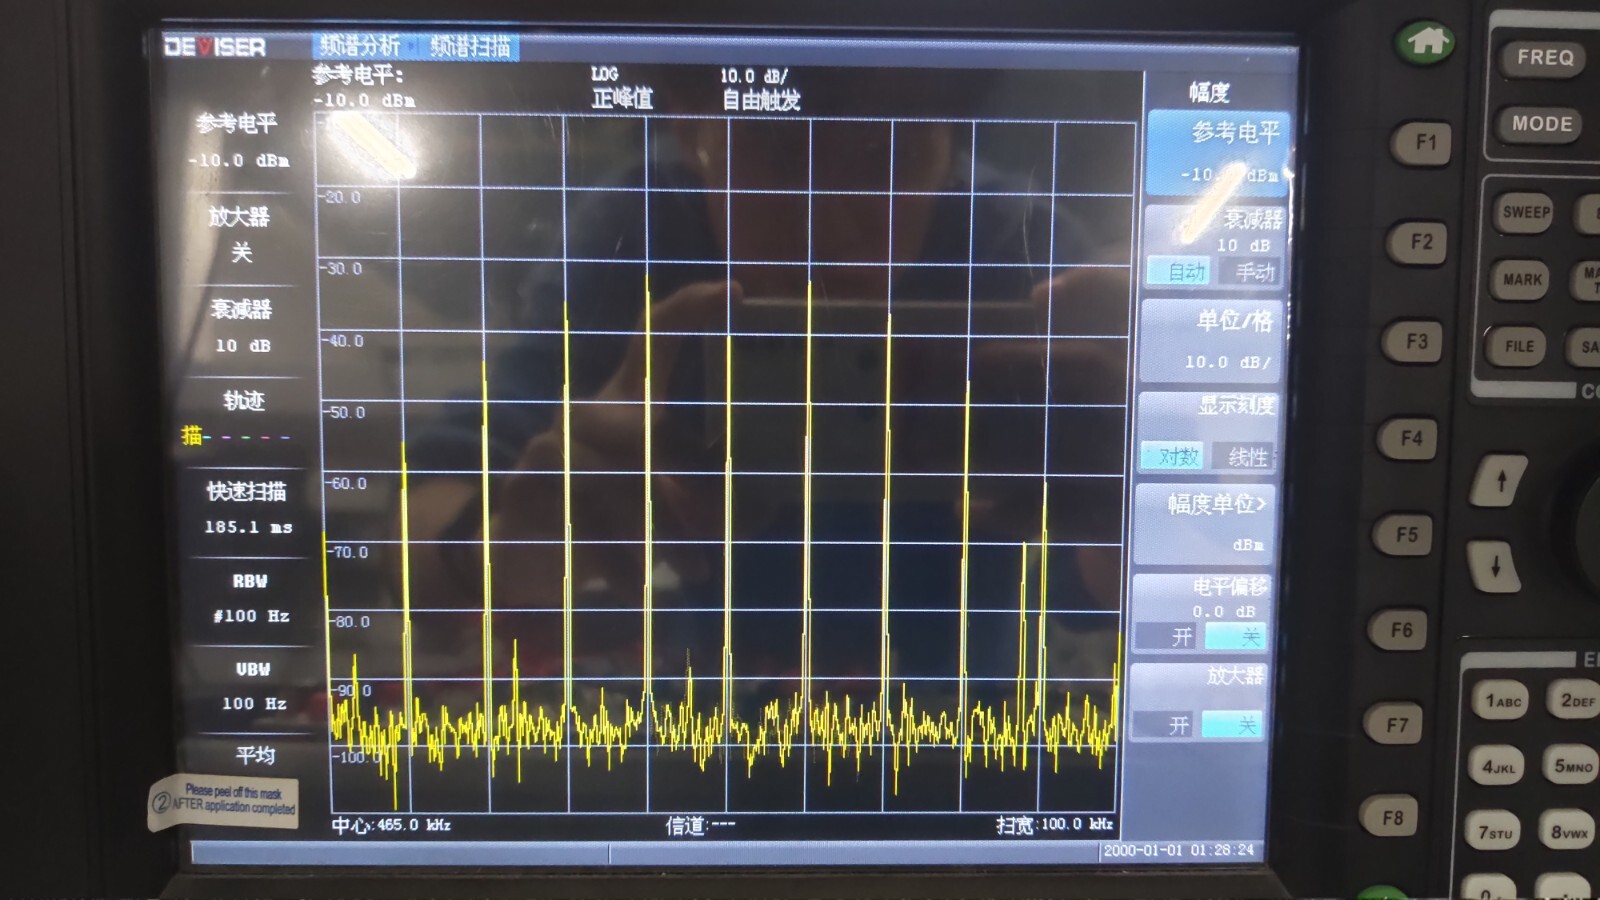 DEVISER
频谱分析 频谱扫描
参考电平:
-10.0 dBm
LOG
正峰值
10.0 dB/
自由触发
参考电平
-10.0 dBm
放大器
关
衰减器
10 dB
轨迹
描
快速扫描
185.1 ms
RBW
#100 Hz
VBW
100 Hz
平均
② Please peel off this mask
AFTER application completed
-20.0
-30.0
-40.0
-50.0
-60.0
-70.0
-80.0
-90.0
-100.0
中心:465.0 kHz
信道:---
扫宽:100.0 kHz
2000-01-01 01:28:24
幅度
参考电平
衰减器
10 dB
自动 手动
单位/格
10.0 dB/
显示刻度
对数 线性
幅度单位>
dBm
电平偏移
0.0 dB
开 关
放大器
开 关
F1
F2
F3
F4
F5
F6
F7
F8
FREQ
MODE
SWEEP
MARK
FILE
1ABC 2DEF
4JKL 5MNO
7STU 8VWX